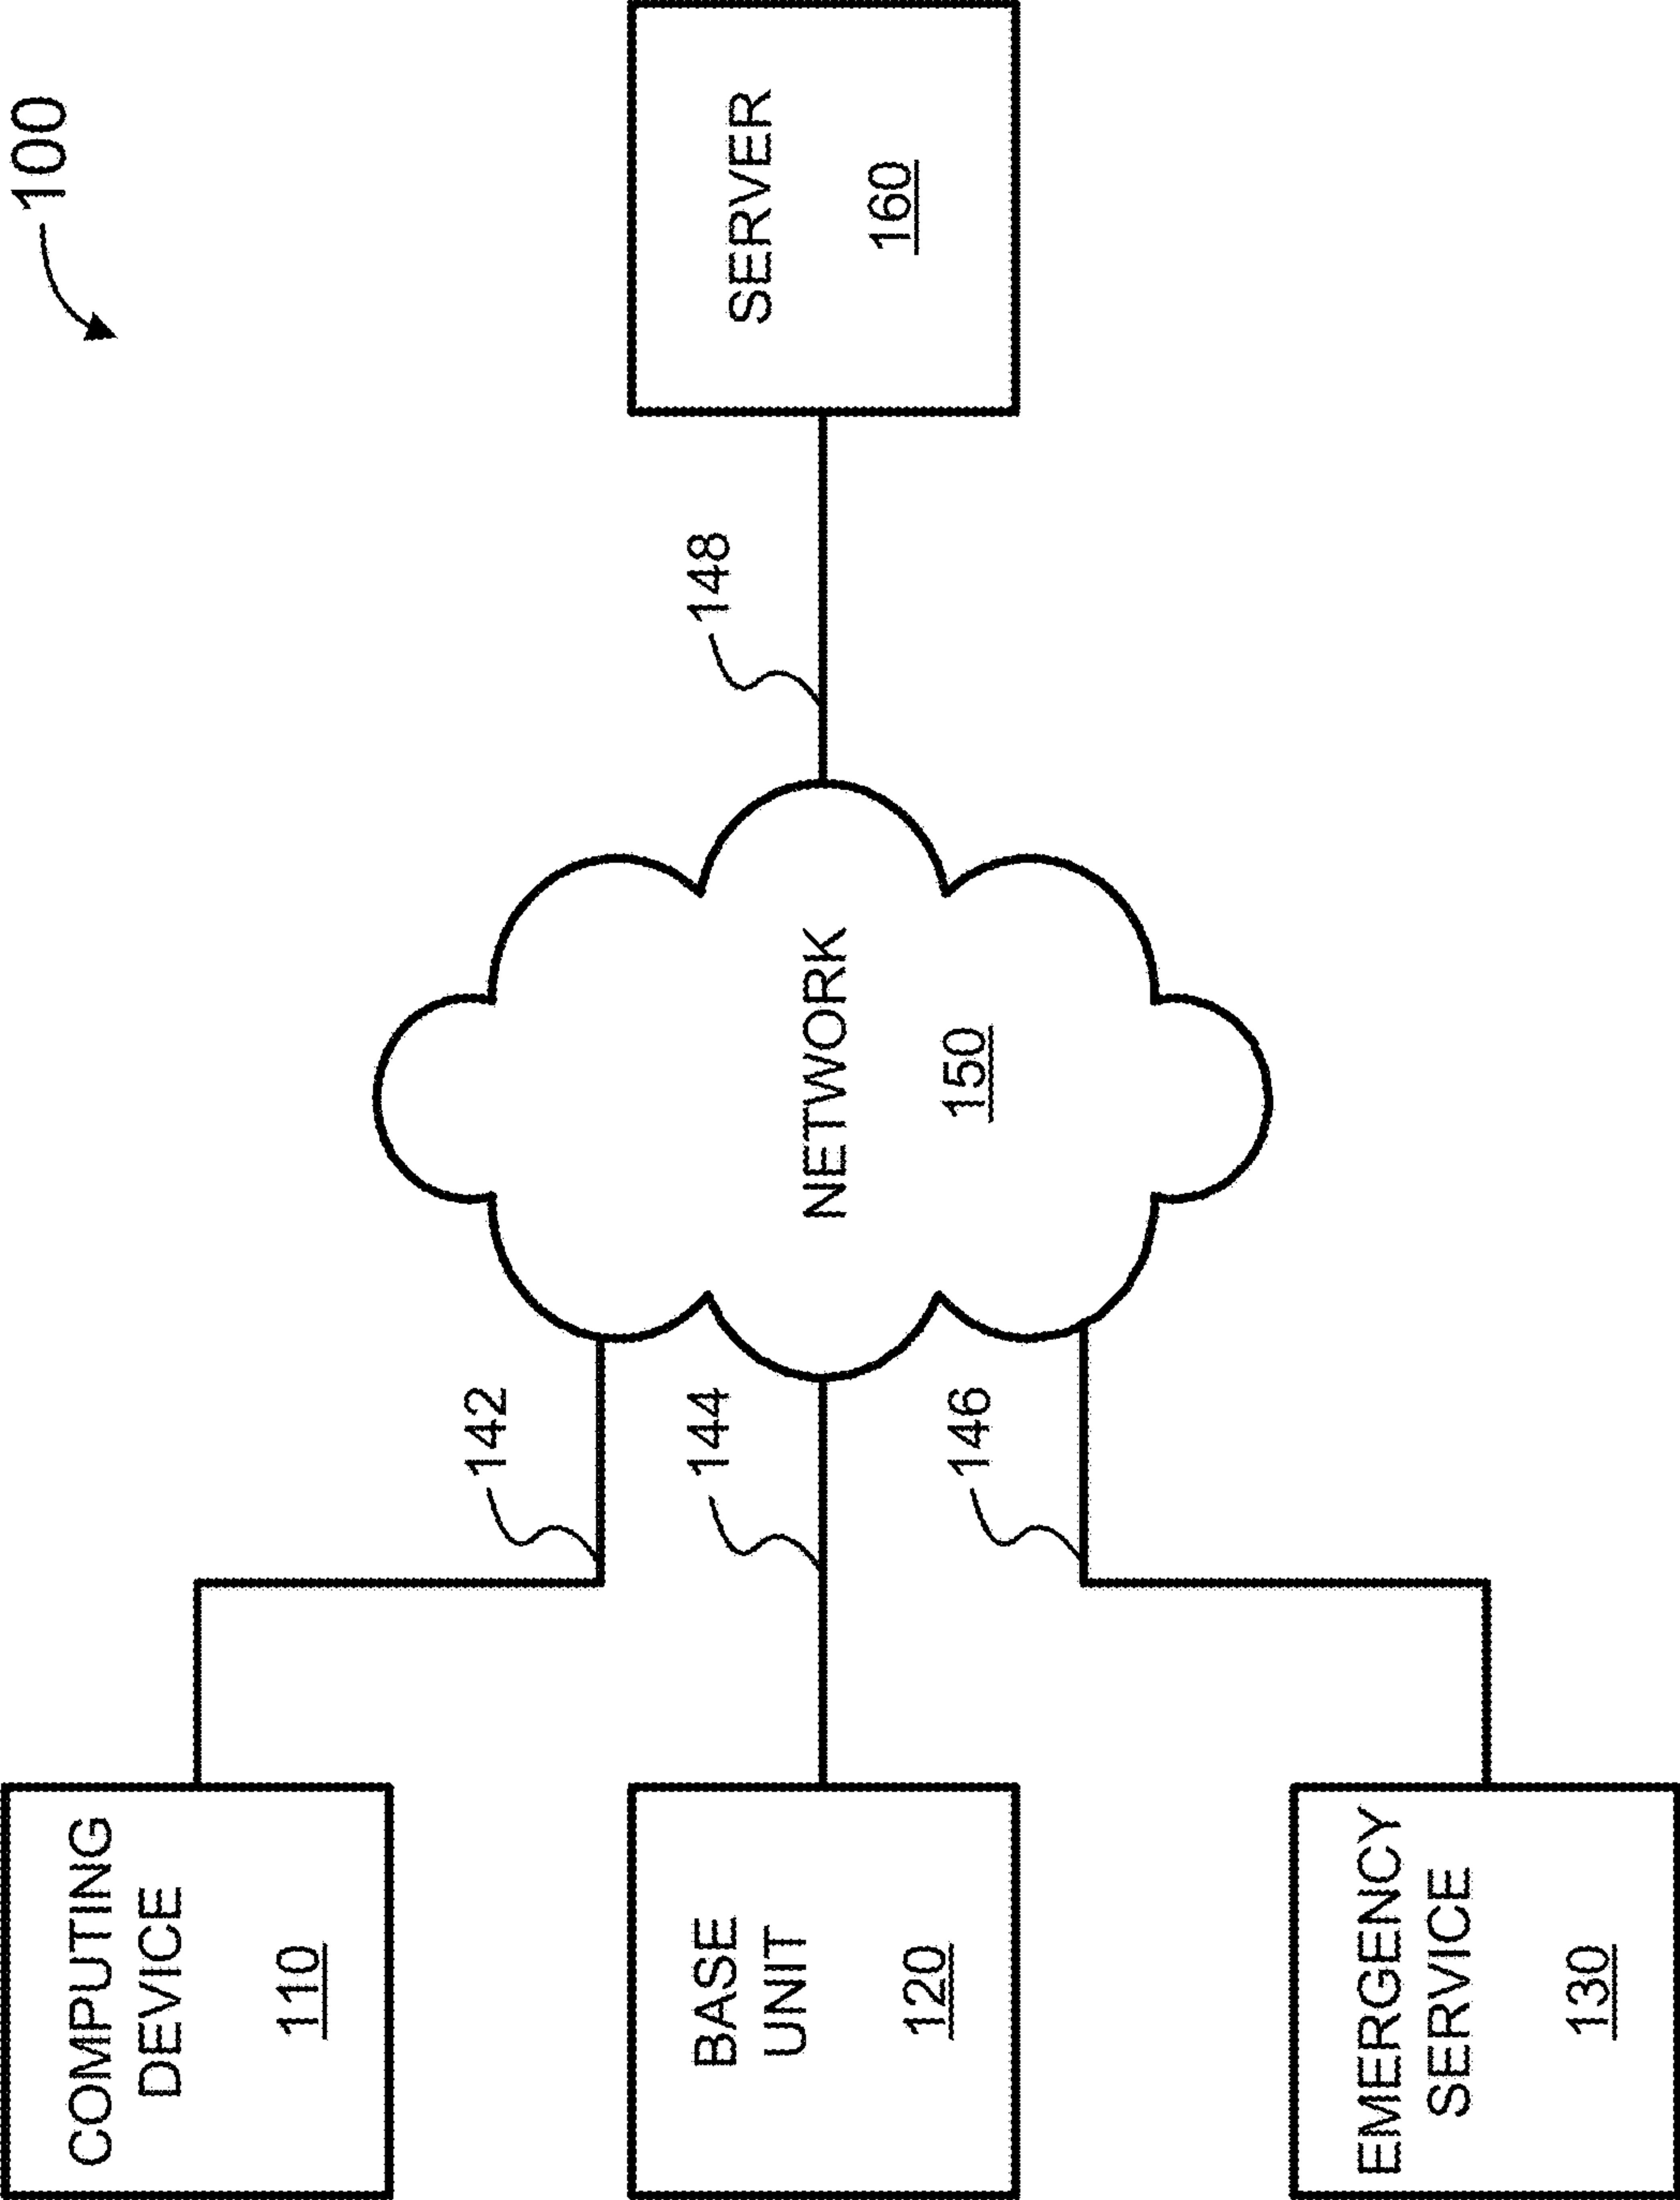 100
COMPUTING
DEVICE
110
142
BASE
UNIT
120
144
NETWORK
150
148
SERVER
160
146
EMERGENCY
SERVICE
130